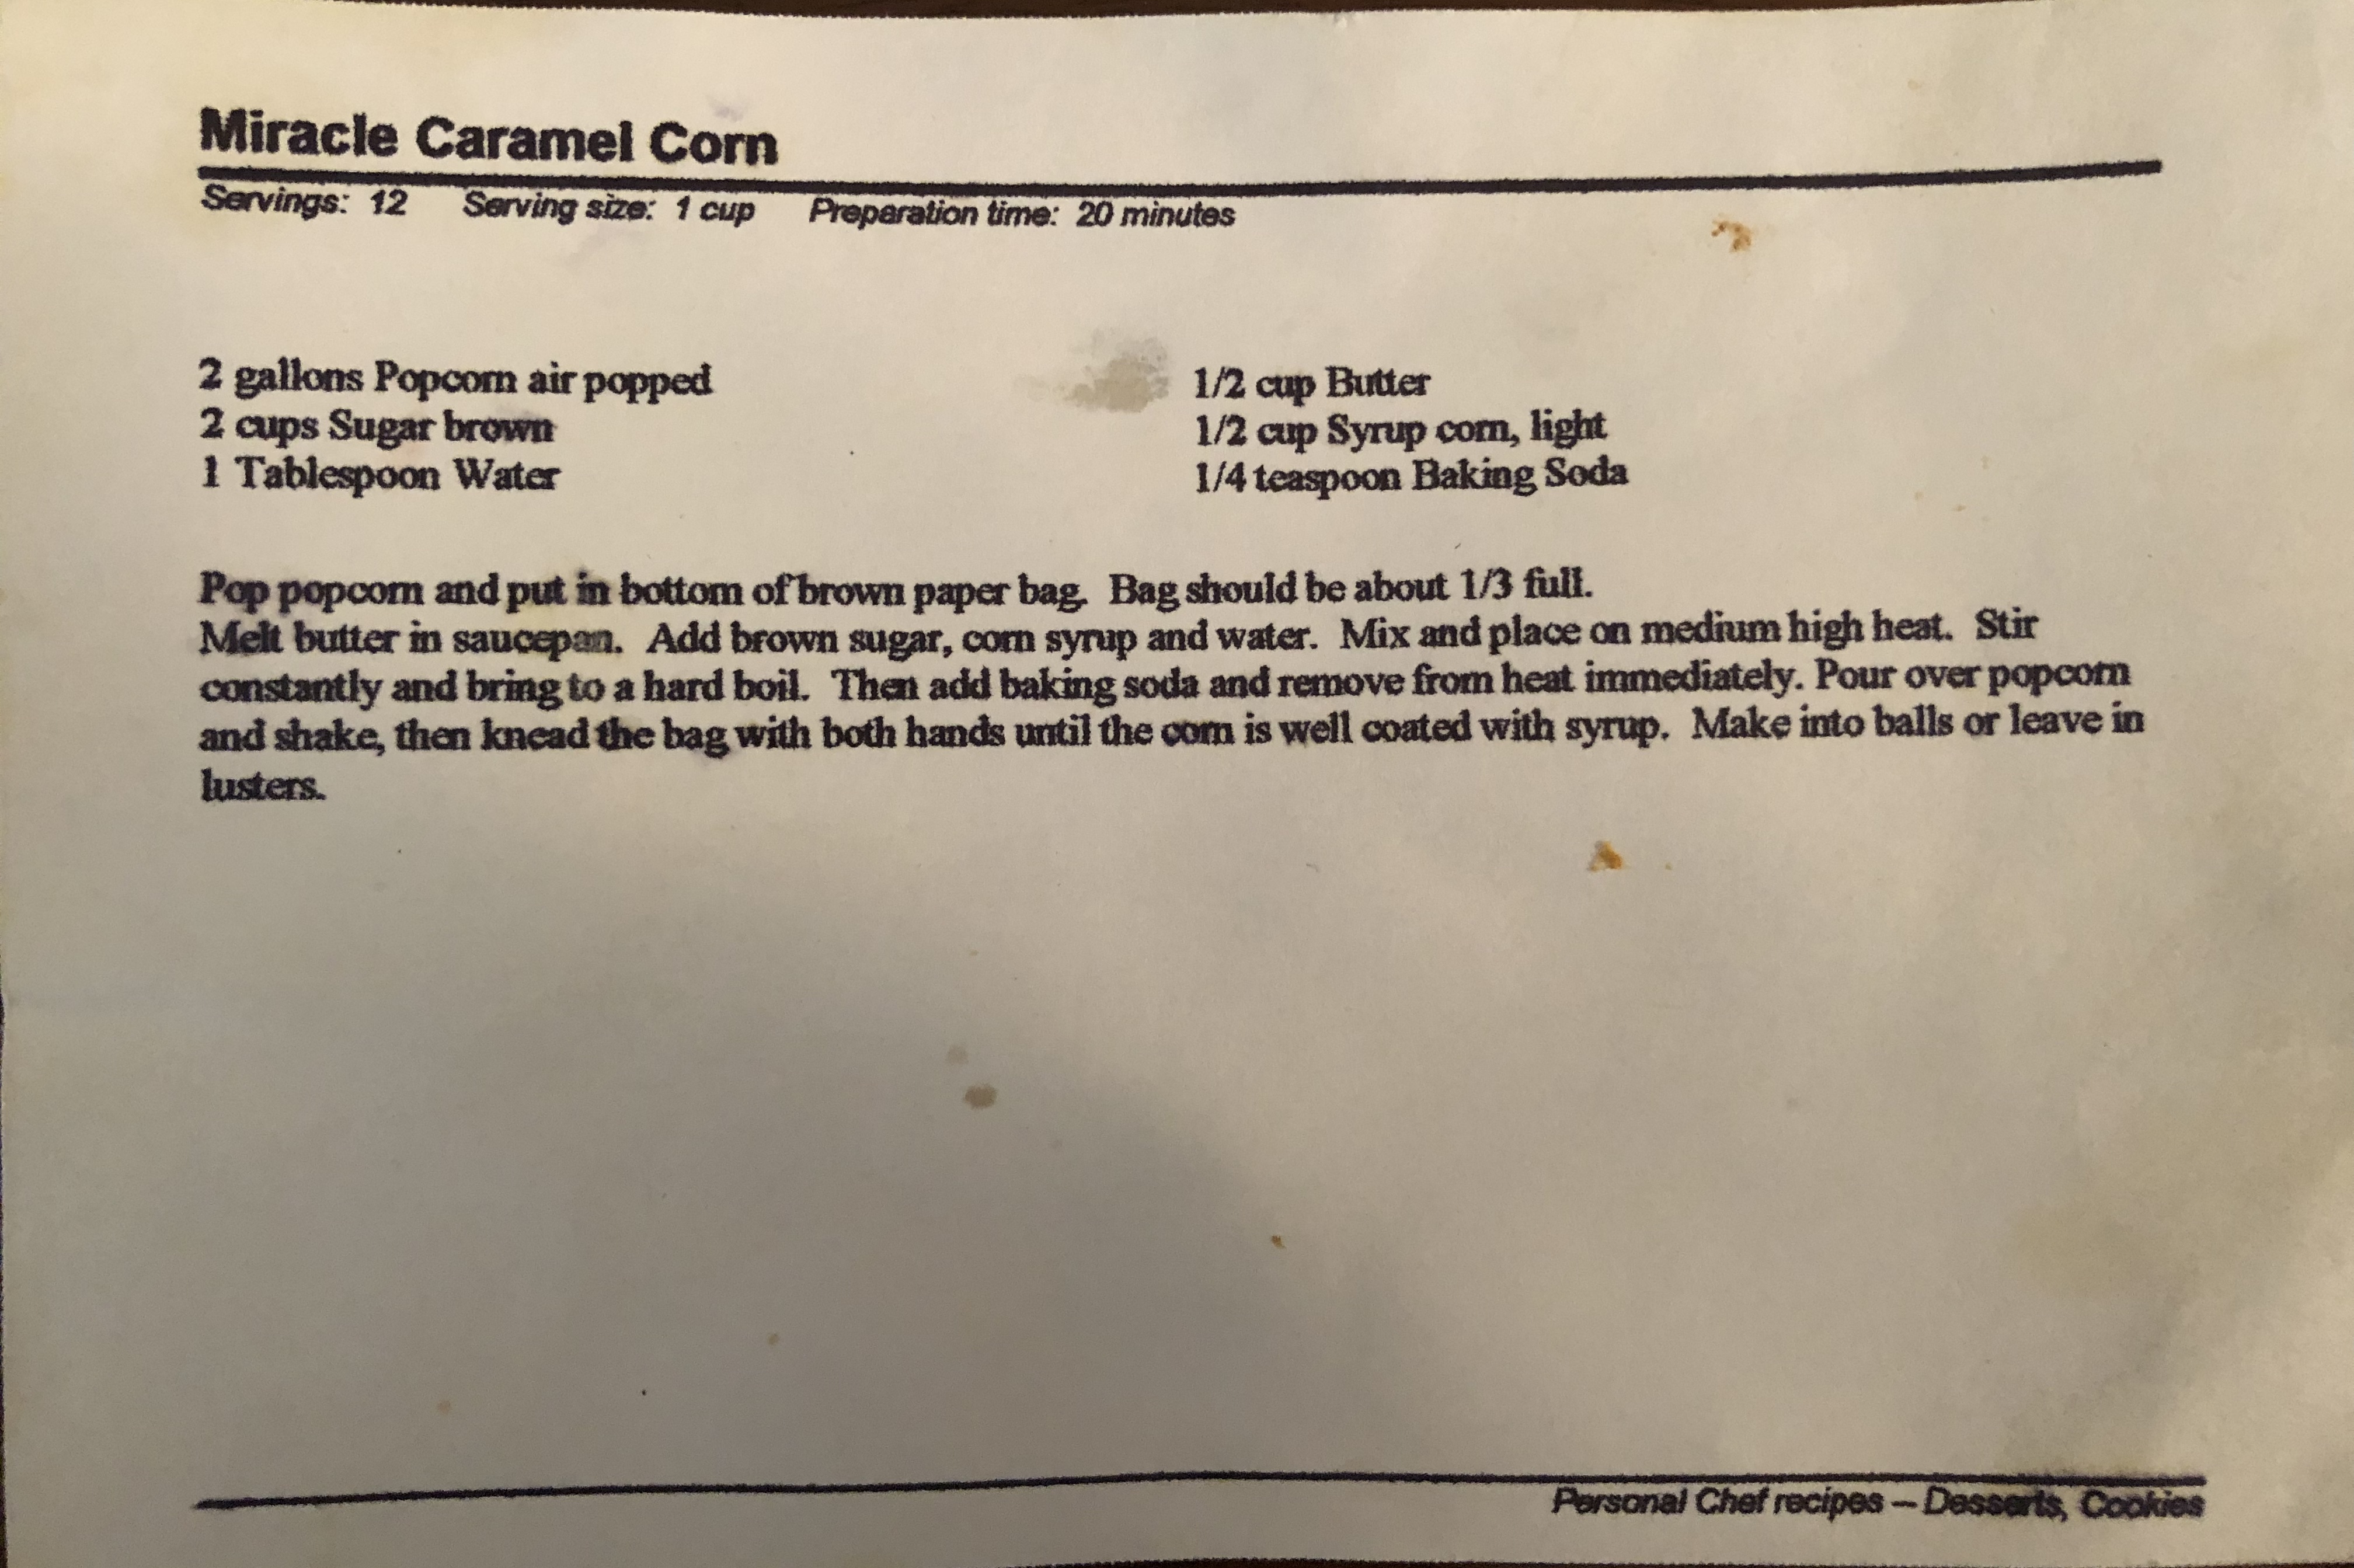 Miracle Caramel Corn
Servings: 12 Serving size: 1 cup Preparation time: 20 minutes
2 gallons Popcorn air popped
2 cups Sugar brown
1 Tablespoon Water
1/2 cup Butter
1/2 cup Syrup corn, light
1/4 teaspoon Baking Soda
Pop popcorn and put in bottom of brown paper bag. Bag should be about 1/3 full.
Melt butter in saucepan. Add brown sugar, corn syrup and water. Mix and place on medium high heat. Stir
constantly and bring to a hard boil. Then add baking soda and remove from heat immediately. Pour over popcorn
and shake, then knead the bag with both hands until the corn is well coated with syrup. Make into balls or leave in
lusters.
Personal Chef recipes – Desserts, Cookies